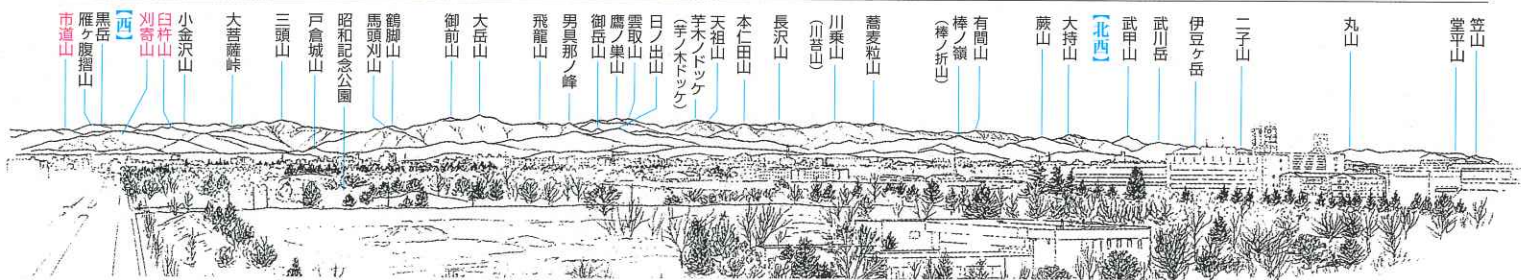 市道山
雁ヶ腹摺山
黒岳
【西】
刈寄山
臼杵山
小金沢山
大菩薩峠
三頭山
戸倉城山
昭和記念公園
馬頭刈山
鶴脚山
御前山
大岳山
飛龍山
男具那ノ峰
御岳山
鷹ノ巣山
雲取山
日ノ出山
芋木ノドッケ
(芋ノ木ドッケ)
天祖山
本仁田山
長沢山
川乗山
(川苔山)
蕎麦粒山
棒ノ嶺
(棒ノ折山)
有間山
蕨山
大持山
【北西】
武甲山
武川岳
伊豆ヶ岳
二子山
丸山
堂平山
笠山